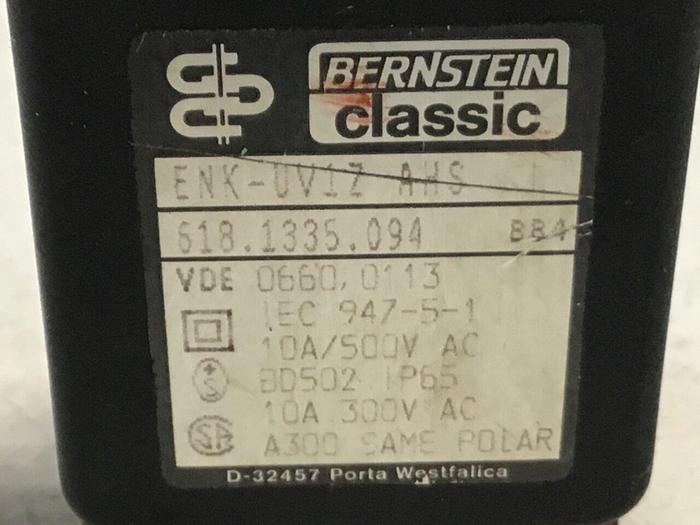 BERNSTEIN
classic
ENK-UV1Z AHS
618.1335.094 884
VDE 0660,0113
IEC 947-5-1
10A/500V AC
BD502 IP65
10A 300V AC
A300 SAME POLAR
D-32457 Porta Westfalica